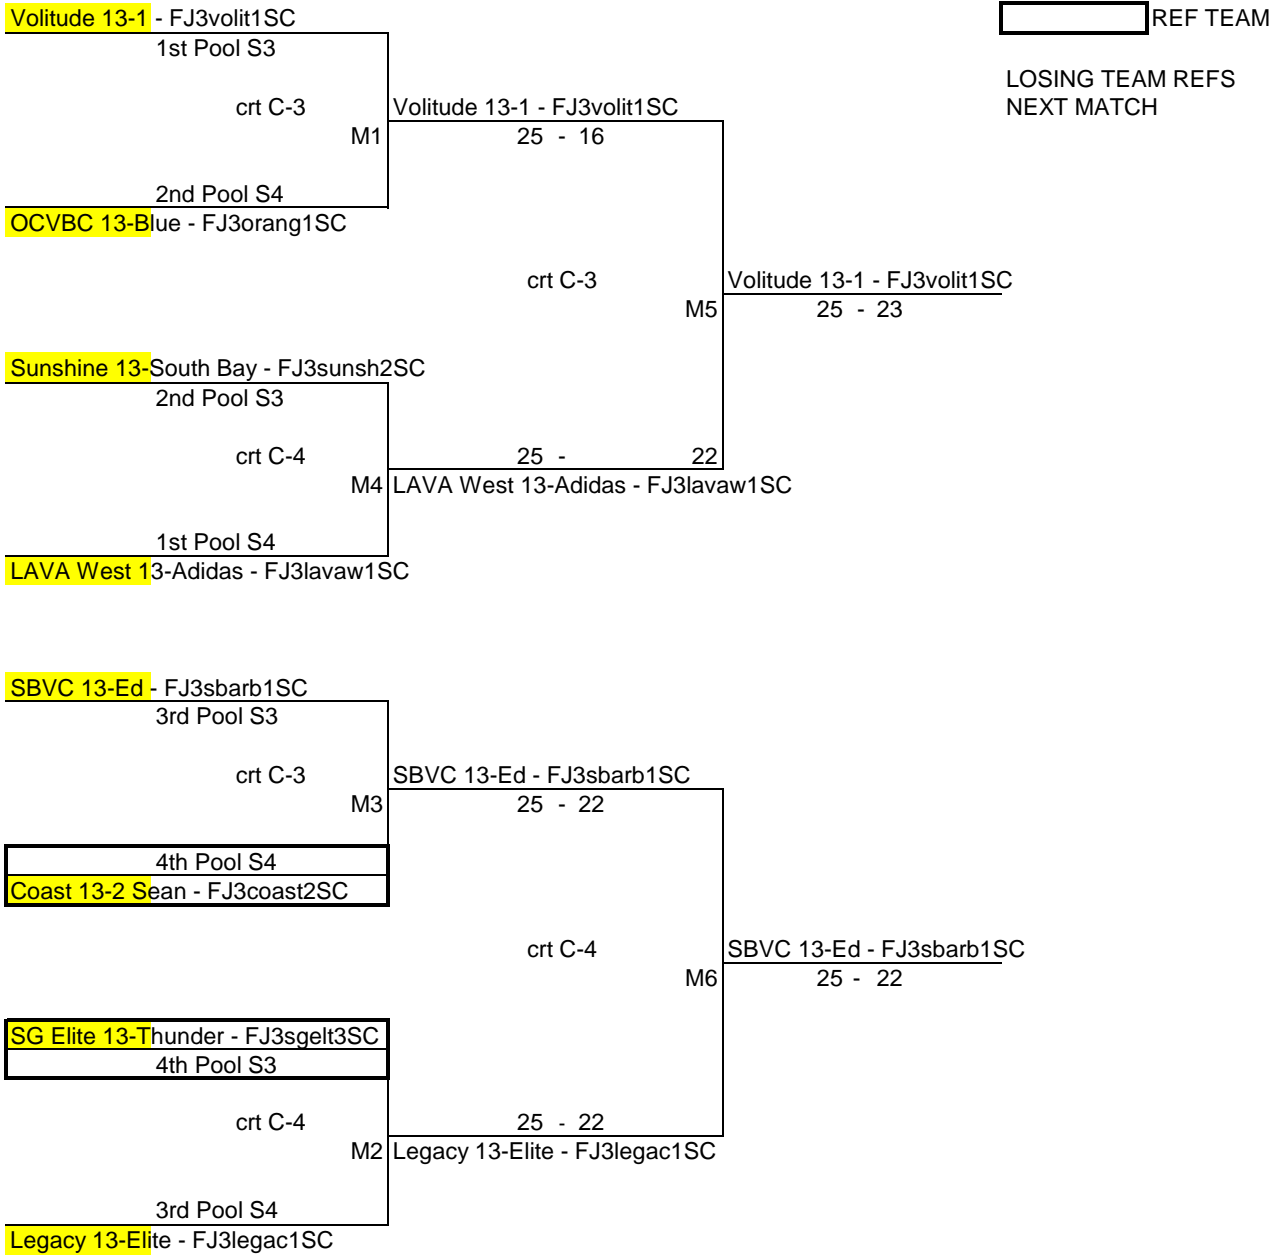 Volitude 13-1 - FJ3volit1SC
REF TEAM
1st Pool S3
LOSING TEAM REFS
NEXT MATCH
crt C-3
Volitude 13-1 - FJ3volit1SC
M1
25 - 16
2nd Pool S4
OCVBC 13-Blue - FJ3orang1SC
crt C-3
Volitude 13-1 - FJ3volit1SC
M5
25 - 23
Sunshine 13-South Bay - FJ3sunsh2SC
2nd Pool S3
crt C-4
25 - 22
M4
LAVA West 13-Adidas - FJ3lavaw1SC
1st Pool S4
LAVA West 13-Adidas - FJ3lavaw1SC
SBVC 13-Ed - FJ3sbarb1SC
3rd Pool S3
crt C-3
SBVC 13-Ed - FJ3sbarb1SC
M3
25 - 22
4th Pool S4
Coast 13-2 Sean - FJ3coast2SC
crt C-4
SBVC 13-Ed - FJ3sbarb1SC
M6
25 - 22
SG Elite 13-Thunder - FJ3sgelt3SC
4th Pool S3
crt C-4
25 - 22
M2
Legacy 13-Elite - FJ3legac1SC
3rd Pool S4
Legacy 13-Elite - FJ3legac1SC